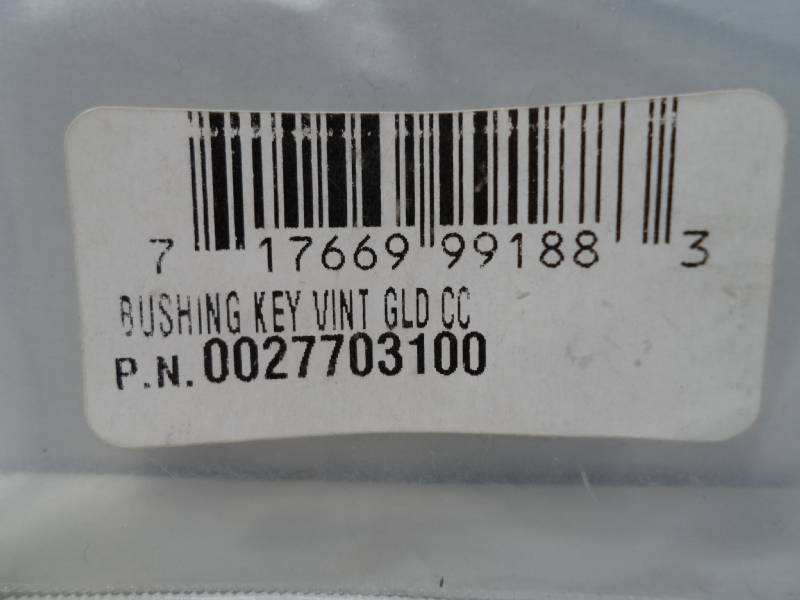 7 17669 99188 3
BUSHING KEY VINT GLD CC
P.N. 0027703100